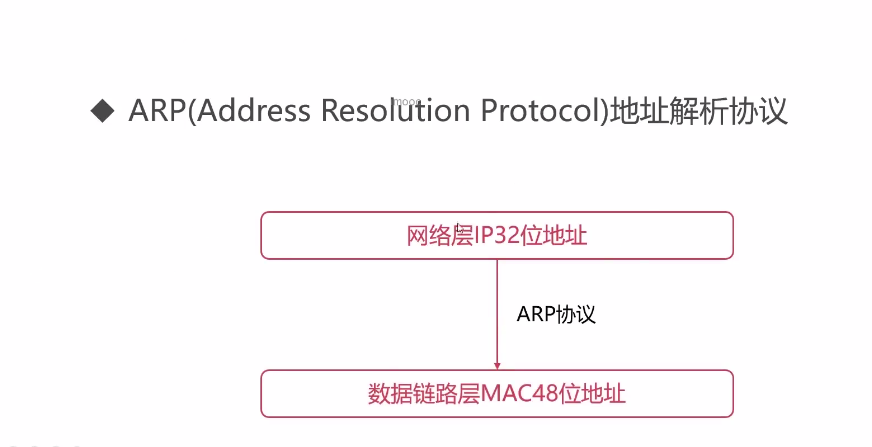 ◆ ARP(Address Resolution Protocol)地址解析协议
mooc
网络层IP32位地址
ARP协议
数据链路层MAC48位地址